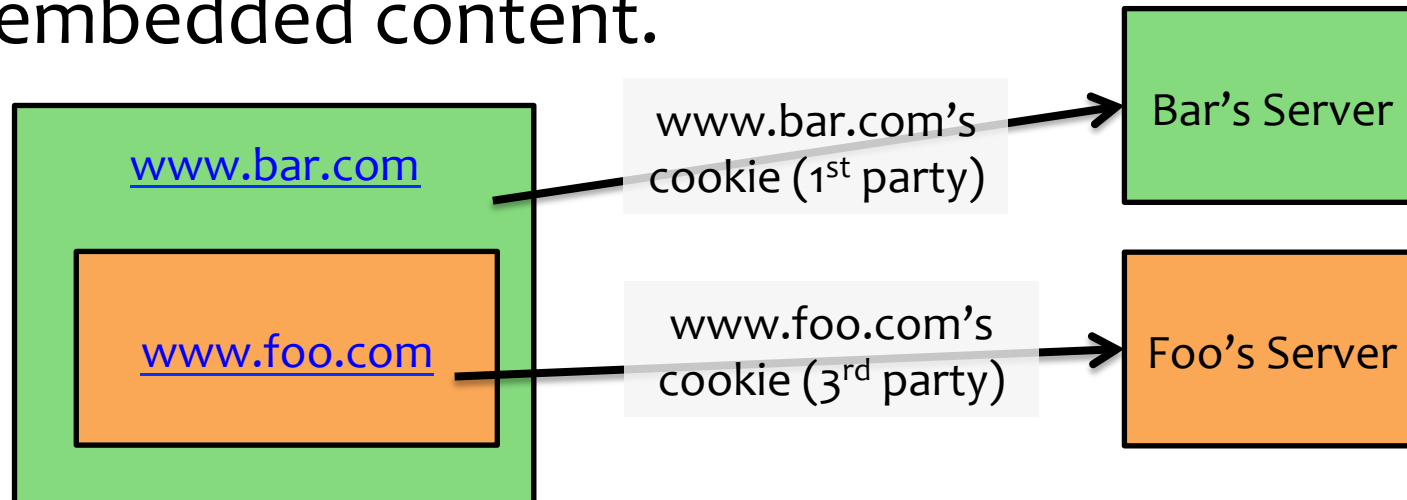 embedded content.
www.bar.com
www.bar.com's
cookie (1st party)
Bar's Server
www.foo.com
www.foo.com's
cookie (3rd party)
Foo's Server